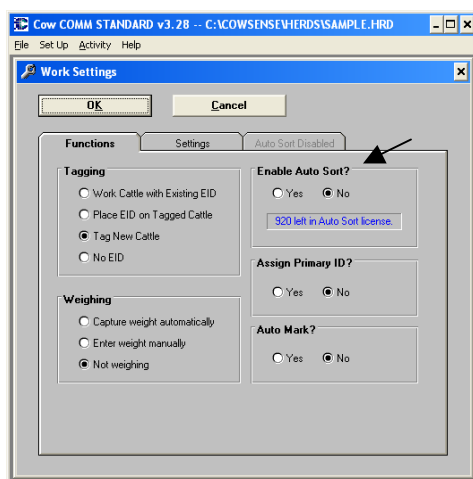 Cow COMM STANDARD v3.28 -- C:\COWSENSE\HERDS\SAMPLE.HRD
File Set Up Activity Help
Work Settings
OK Cancel
Functions Settings Auto Sort Disabled
Tagging
Work Cattle with Existing EID
Place EID on Tagged Cattle
Tag New Cattle
No EID
Weighing
Capture weight automatically
Enter weight manually
Not weighing
Enable Auto Sort?
Yes No
920 left in Auto Sort license.
Assign Primary ID?
Yes No
Auto Mark?
Yes No